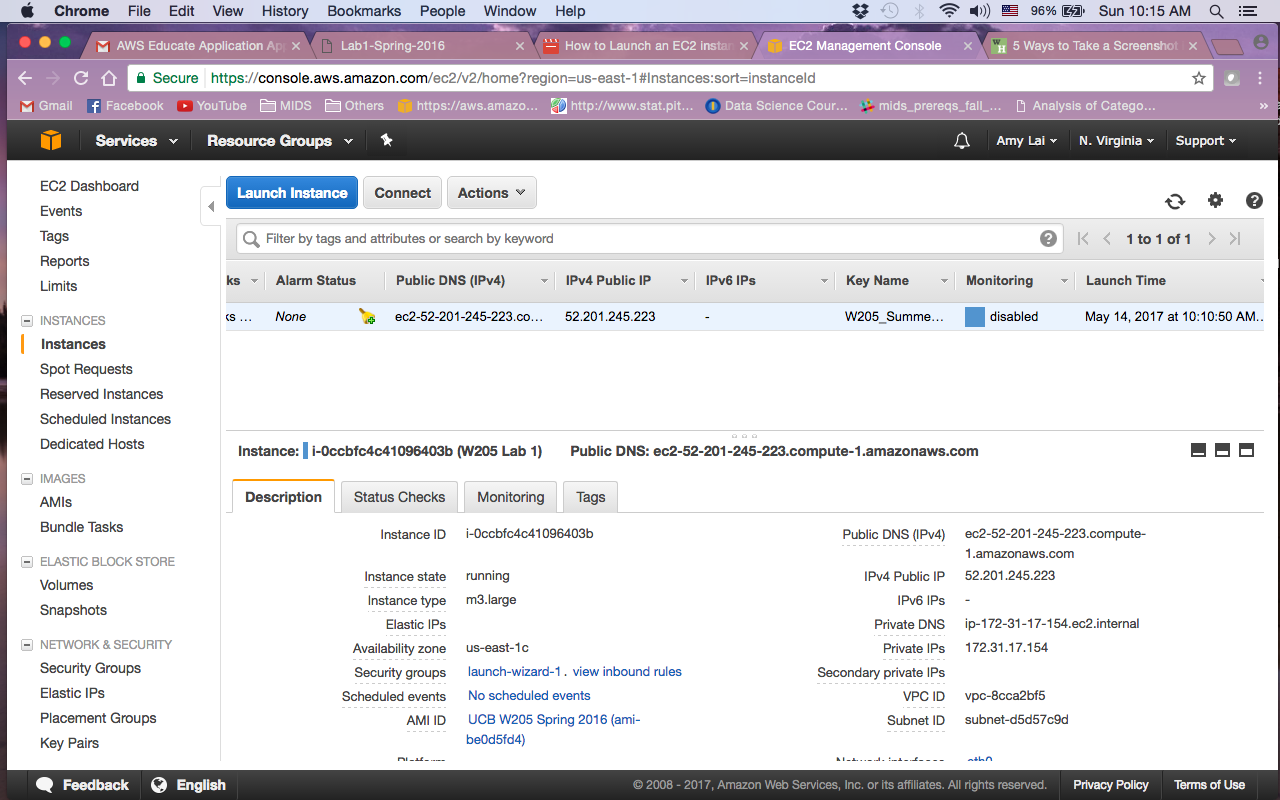 Chrome File Edit View History Bookmarks People Window Help 96% Sun 10:15 AM
AWS Educate Application App Lab1-Spring-2016 How to Launch an EC2 instan EC2 Management Console 5 Ways to Take a Screenshot
Secure https://console.aws.amazon.com/ec2/v2/home?region=us-east-1#Instances:sort=instanceId
Gmail Facebook YouTube MIDS Others https://aws.amazo... http://www.stat.pit... Data Science Cour... mids_prereqs_fall_... Analysis of Catego... »
Services Resource Groups Amy Lai N. Virginia Support
EC2 Dashboard
Events
Tags
Reports
Limits
INSTANCES
Instances
Spot Requests
Reserved Instances
Scheduled Instances
Dedicated Hosts
IMAGES
AMIs
Bundle Tasks
ELASTIC BLOCK STORE
Volumes
Snapshots
NETWORK & SECURITY
Security Groups
Elastic IPs
Placement Groups
Key Pairs
Launch Instance Connect Actions
Filter by tags and attributes or search by keyword 1 to 1 of 1
ks Alarm Status Public DNS (IPv4) IPv4 Public IP IPv6 IPs Key Name Monitoring Launch Time
ks ... None ec2-52-201-245-223.co... 52.201.245.223 - W205_Summe... disabled May 14, 2017 at 10:10:50 AM...
Instance: i-0ccbfc4c41096403b (W205 Lab 1) Public DNS: ec2-52-201-245-223.compute-1.amazonaws.com
Description Status Checks Monitoring Tags
Instance ID i-0ccbfc4c41096403b
Instance state running
Instance type m3.large
Elastic IPs
Availability zone us-east-1c
Security groups launch-wizard-1. view inbound rules
Scheduled events No scheduled events
AMI ID UCB W205 Spring 2016 (ami-
be0d5fd4)
Platform
Public DNS (IPv4) ec2-52-201-245-223.compute-
1.amazonaws.com
IPv4 Public IP 52.201.245.223
IPv6 IPs -
Private DNS ip-172-31-17-154.ec2.internal
Private IPs 172.31.17.154
Secondary private IPs
VPC ID vpc-8cca2bf5
Subnet ID subnet-d5d57c9d
Network interfaces eth0
Feedback English © 2008 - 2017, Amazon Web Services, Inc. or its affiliates. All rights reserved. Privacy Policy Terms of Use